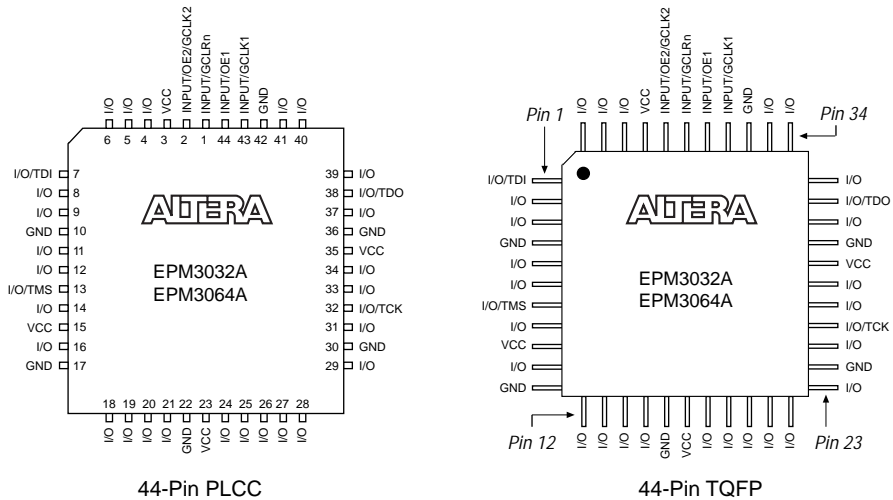 INPUT/OE2/GCLK2
INPUT/GCLRn
INPUT/OE1
INPUT/GCLK1
I/O
I/O
I/O
VCC
GND
I/O
I/O
6 5 4 3 2 1 44 43 42 41 40
I/O/TDI 7
I/O 8
I/O 9
GND 10
I/O 11
I/O 12
I/O/TMS 13
I/O 14
VCC 15
I/O 16
GND 17
ALTERA
EPM3032A
EPM3064A
39 I/O
38 I/O/TDO
37 I/O
36 GND
35 VCC
34 I/O
33 I/O
32 I/O/TCK
31 I/O
30 GND
29 I/O
18 19 20 21 22 23 24 25 26 27 28
I/O
I/O
I/O
I/O
GND
VCC
I/O
I/O
I/O
I/O
I/O
44-Pin PLCC
I/O
I/O
I/O
VCC
INPUT/OE2/GCLK2
INPUT/GCLRn
INPUT/OE1
INPUT/GCLK1
GND
I/O
I/O
Pin 1
Pin 34
I/O/TDI
I/O
I/O
GND
I/O
I/O
I/O/TMS
I/O
VCC
I/O
GND
ALTERA
EPM3032A
EPM3064A
I/O
I/O/TDO
I/O
GND
VCC
I/O
I/O
I/O/TCK
I/O
GND
I/O
Pin 12
Pin 23
I/O
I/O
I/O
I/O
GND
VCC
I/O
I/O
I/O
I/O
I/O
44-Pin TQFP